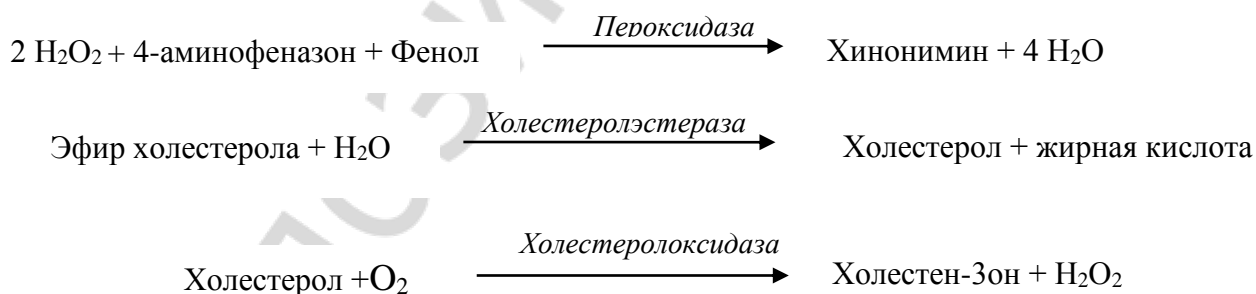 Пероксидаза
2 H₂O₂ + 4-аминофеназон + Фенол Хинонимин + 4 H₂O
Холестеролэстераза
Эфир холестерола + H₂O Холестерол + жирная кислота
Холестеролоксидаза
Холестерол +O₂ Холестен-3он + H₂O₂